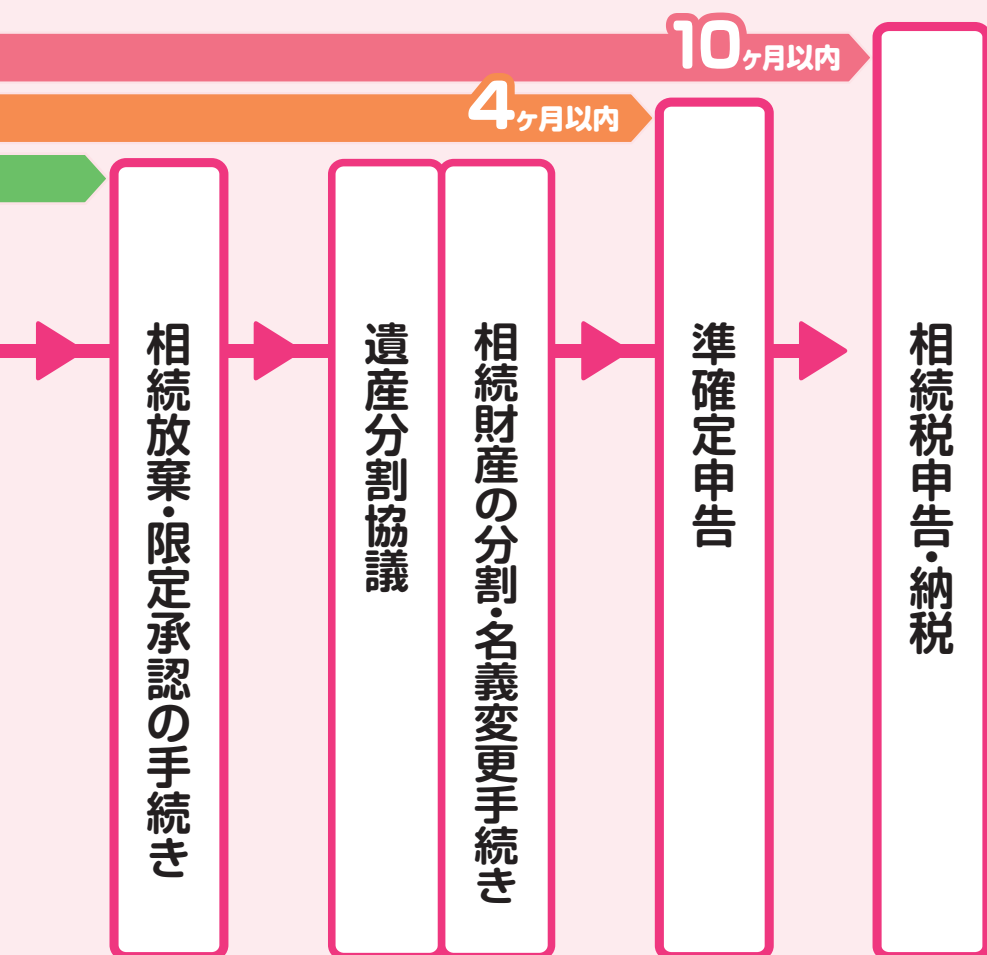 10ヶ月以内
4ヶ月以内
相続放棄・限定承認の手続き
遺産分割協議
相続財産の分割・名義変更手続き
準確定申告
相続税申告・納税